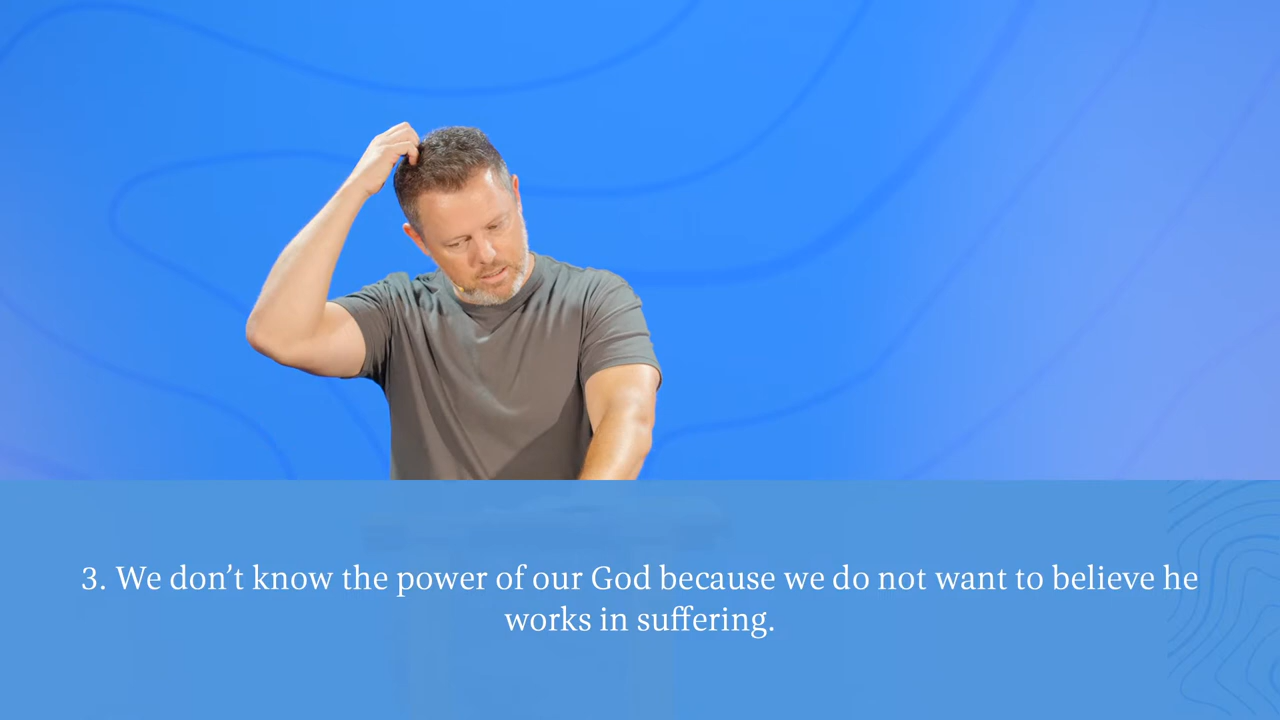 3. We don’t know the power of our God because we do not want to believe he
works in suffering.